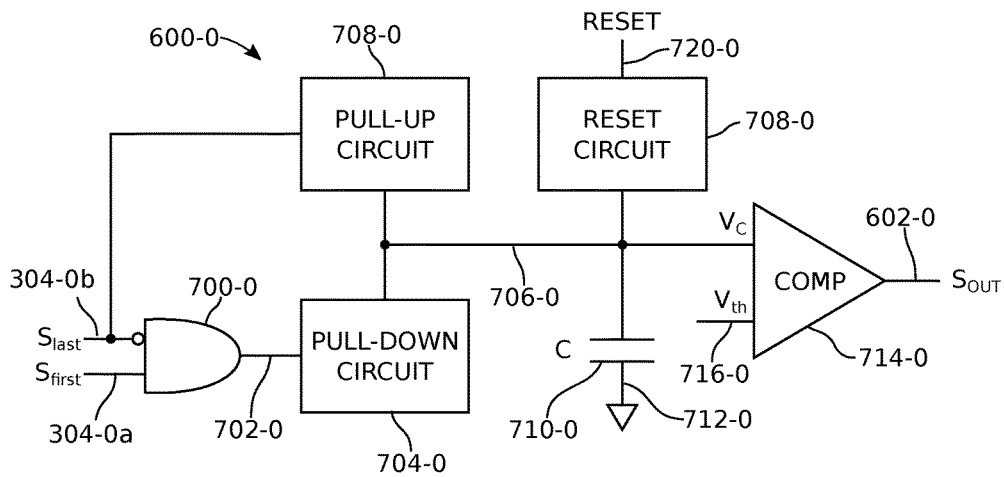 RESET
600-0
708-0
720-0
PULL-UP
CIRCUIT
RESET
CIRCUIT
708-0
V_C
602-0
304-0b
700-0
706-0
COMP
S_OUT
S_last
V_th
PULL-DOWN
CIRCUIT
C
S_first
716-0
714-0
304-0a
702-0
710-0
712-0
704-0